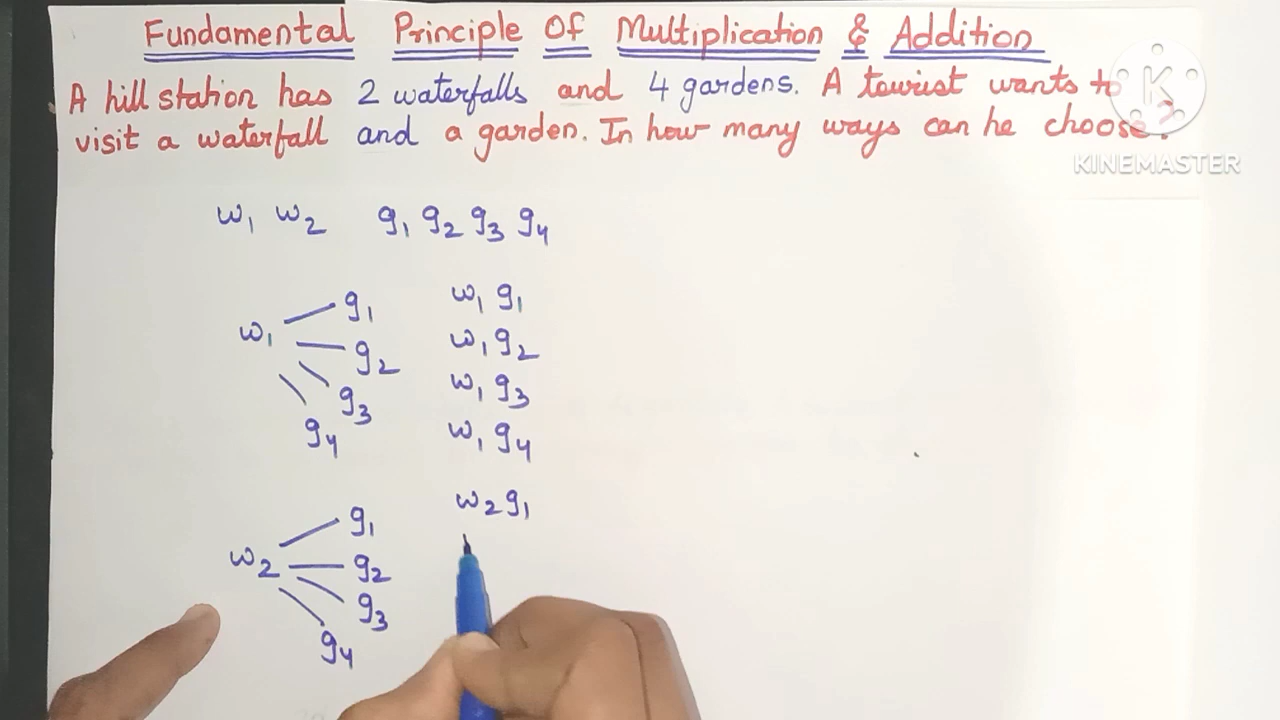 Fundamental Principle Of Multiplication & Addition
A hill station has 2 waterfalls and 4 gardens. A tourist wants to
visit a waterfall and a garden. In how many ways can he choose?
K
KINEMASTER
w₁ w₂ g₁ g₂ g₃ g₄
g₁ w₁ g₁
w₁ g₂ w₁ g₂
g₃ w₁ g₃
g₄ w₁ g₄
g₁ w₂ g₁
w₂ g₂
g₃
g₄